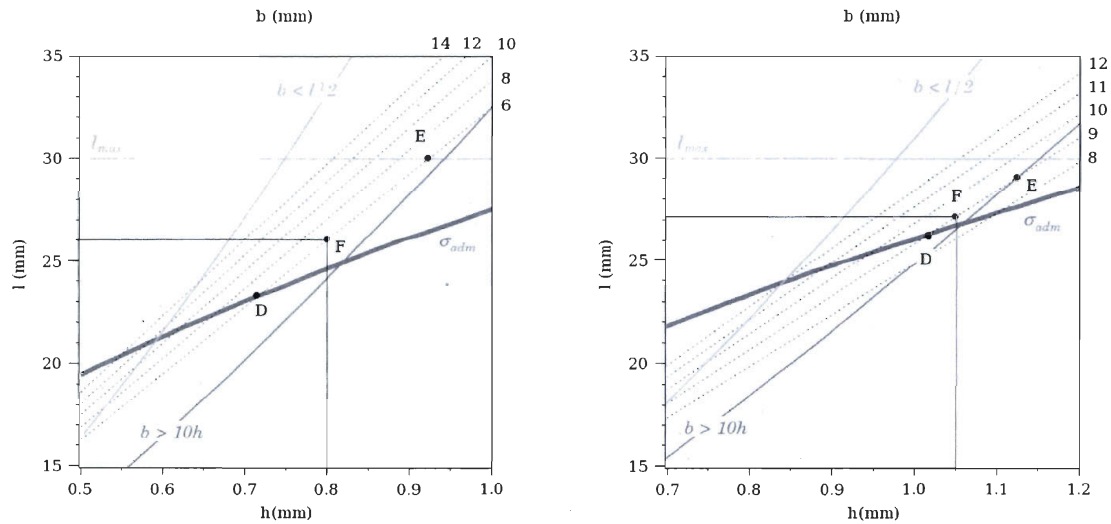 b (mm)
14 12 10
8
6
35
30
25
20
15
l (mm)
b < l/2
l_max
E
F
D
σ_adm
b > 10h
0.5 0.6 0.7 0.8 0.9 1.0
h(mm)
b (mm)
12
11
10
9
8
35
30
25
20
15
l (mm)
b < l/2
l_max
F
E
D
σ_adm
b > 10h
0.7 0.8 0.9 1.0 1.1 1.2
h(mm)